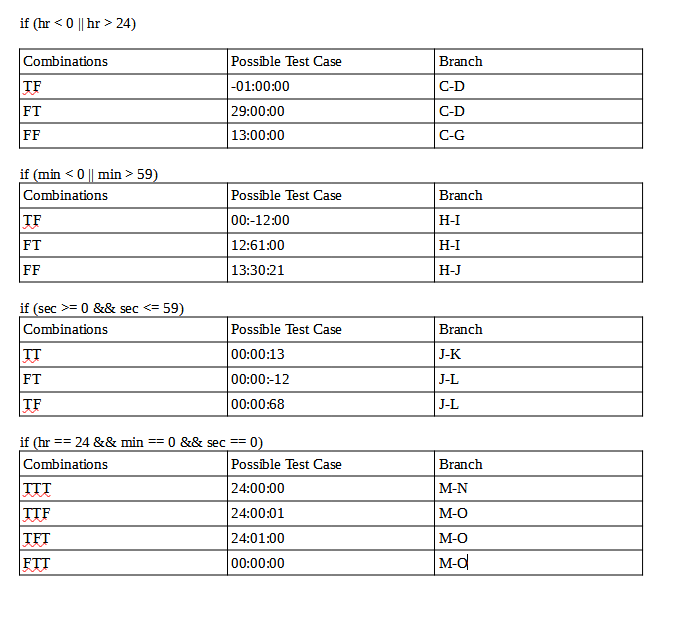 if (hr < 0 || hr > 24)
Combinations Possible Test Case Branch
TF -01:00:00 C-D
FT 29:00:00 C-D
FF 13:00:00 C-G
if (min < 0 || min > 59)
Combinations Possible Test Case Branch
TF 00:-12:00 H-I
FT 12:61:00 H-I
FF 13:30:21 H-J
if (sec >= 0 && sec <= 59)
Combinations Possible Test Case Branch
TT 00:00:13 J-K
FT 00:00:-12 J-L
TF 00:00:68 J-L
if (hr == 24 && min == 0 && sec == 0)
Combinations Possible Test Case Branch
TTT 24:00:00 M-N
TTF 24:00:01 M-O
TFT 24:01:00 M-O
FTT 00:00:00 M-O